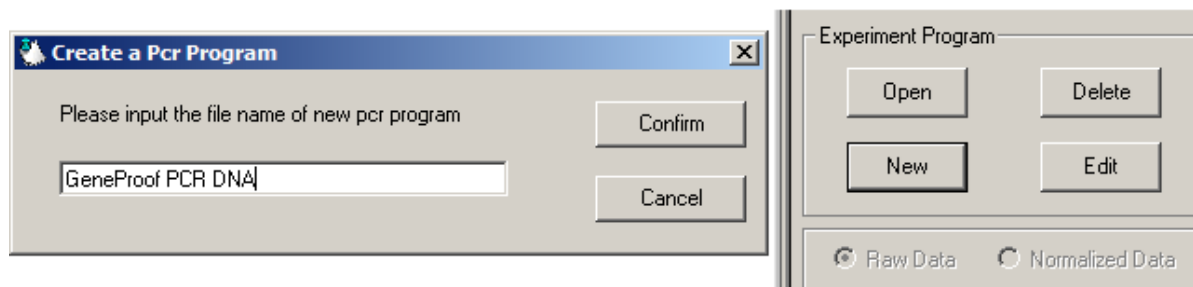 Create a Pcr Program
Please input the file name of new pcr program
GeneProof PCR DNA
Confirm
Cancel
Experiment Program
Open
Delete
New
Edit
Raw Data
Normalized Data